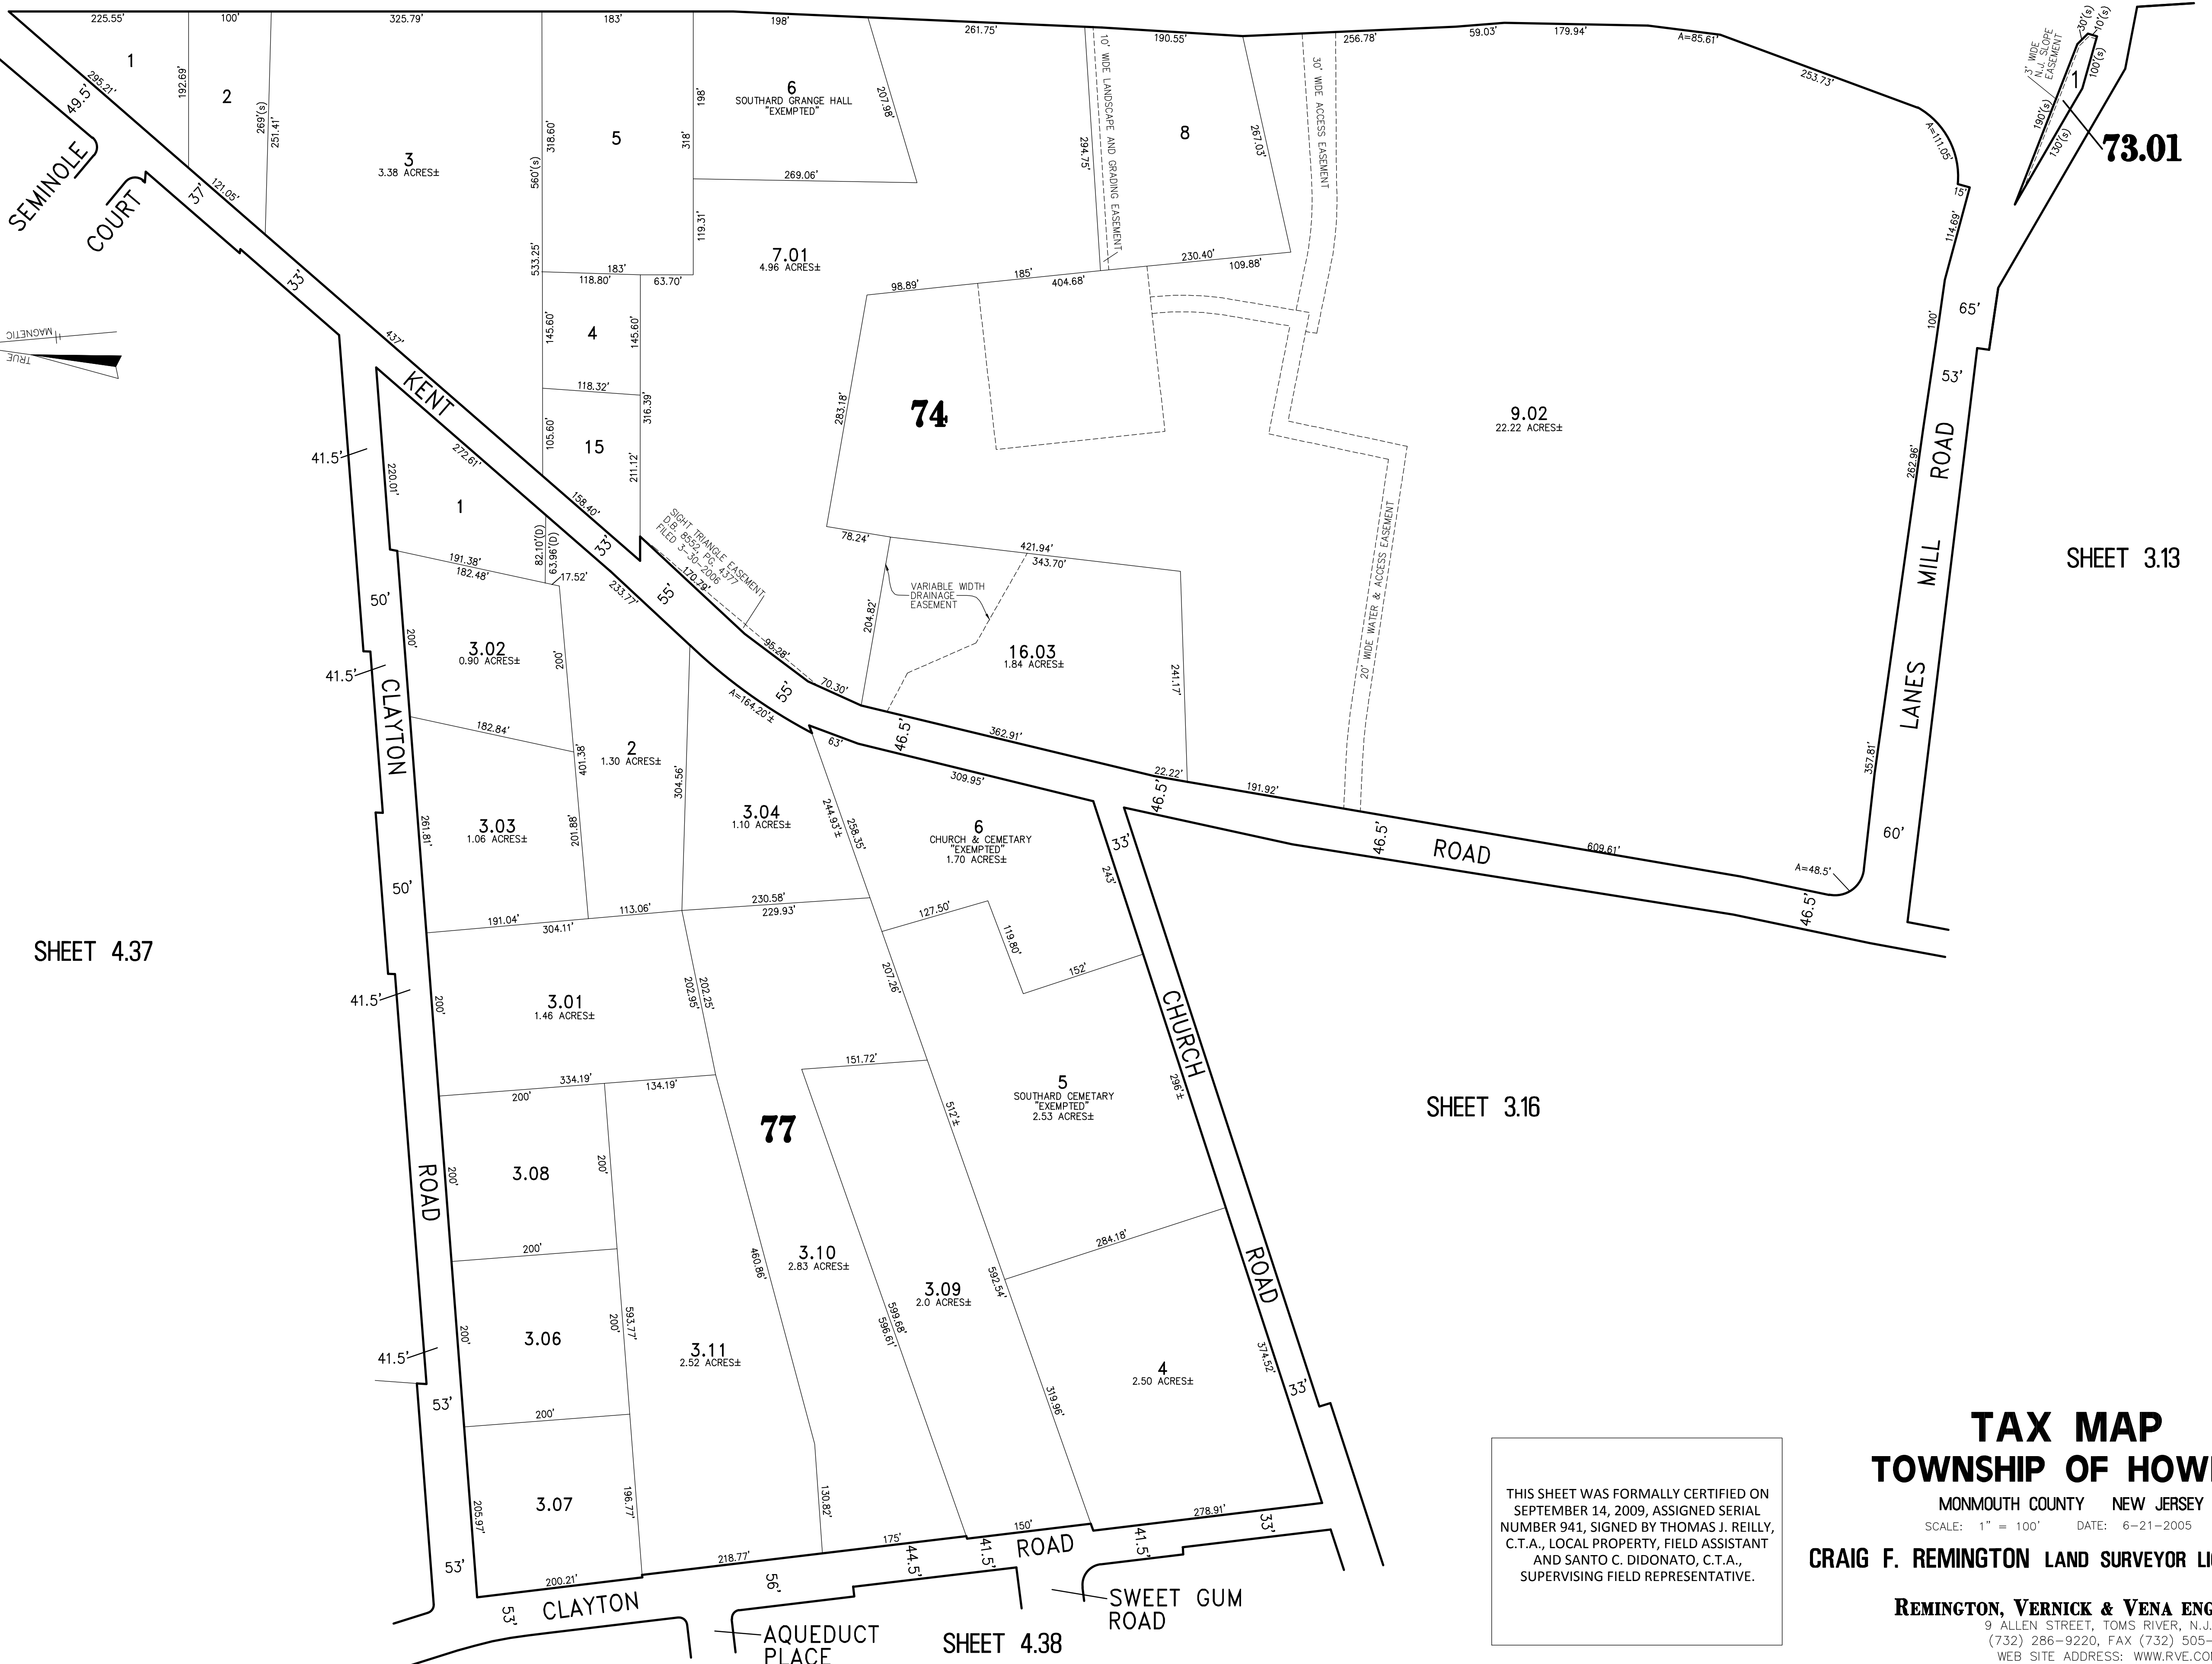 225.55'
100'
325.79'
183'
198'
261.75'
190.55'
256.78'
59.03'
179.94'
A=85.61'
253.73'
A=111.05'
15'
114.69'
100'
262.96'
357.81'
1
295.21'
49.5'
192.69'
2
269'(s)
251.41'
121.05'
37'
33'
437'
3
3.38 ACRES±
560'(s)
318.60'
533.25'
5
198'
318'
119.31'
183'
118.80'
63.70'
6
SOUTHARD GRANGE HALL
"EXEMPTED"
207.98'
269.06'
7.01
4.96 ACRES±
294.75'
10' WIDE LANDSCAPE AND GRADING EASEMENT
8
267.03'
230.40'
109.88'
30' WIDE ACCESS EASEMENT
3' WIDE
N.J. SLOPE
EASEMENT
30'(s)
10'(s)
100'(s)
1
190'(s)
130'(s)
73.01
SEMINOLE
COURT
MAGNETIC
TRUE
145.60'
4
145.60'
118.32'
105.60'
15
316.39'
211.12'
158.40'
98.89'
185'
404.68'
283.18'
74
9.02
22.22 ACRES±
65'
53'
LANES MILL ROAD
60'
SHEET 3.13
KENT
272.61'
33'
233.77'
41.5'
220.01'
1
191.38'
182.48'
82.10'(D)
63.96'(D)
17.52'
SIGHT TRIANGLE EASEMENT
D.B. 8552, PG. 4377
FILED 3-30-2006
170.79'
55'
95.28'
70.30'
55'
A=164.20'±
63'
78.24'
421.94'
343.70'
204.82'
VARIABLE WIDTH
DRAINAGE
EASEMENT
16.03
1.84 ACRES±
241.17'
20' WIDE WATER & ACCESS EASEMENT
46.5'
362.91'
309.95'
22.22'
46.5'
191.92'
46.5'
ROAD
609.61'
A=48.5'
46.5'
50'
200'
3.02
0.90 ACRES±
200'
41.5'
CLAYTON
182.84'
401.38'
2
1.30 ACRES±
304.56'
3.03
1.06 ACRES±
261.81'
201.88'
3.04
1.10 ACRES±
244.93'±
258.35'
6
CHURCH & CEMETARY
"EXEMPTED"
1.70 ACRES±
33'
243'
50'
191.04'
113.06'
304.11'
230.58'
229.93'
127.50'
119.80'
152'
SHEET 4.37
41.5'
200'
3.01
1.46 ACRES±
202.95'
202.25'
207.26'
CHURCH
334.19'
200'
134.19'
151.72'
77
512'±
5
SOUTHARD CEMETARY
"EXEMPTED"
2.53 ACRES±
296'±
SHEET 3.16
ROAD
200'
3.08
200'
200'
3.10
2.83 ACRES±
460.86'
3.09
2.0 ACRES±
592.54'
284.18'
ROAD
599.68'
596.61'
41.5'
200'
3.06
200'
593.77'
3.11
2.52 ACRES±
4
2.50 ACRES±
374.52'
33'
319.96'
53'
200'
205.97'
3.07
196.77'
130.82'
53'
200.21'
218.77'
175'
150'
278.91'
33'
53'
CLAYTON
56'
44.5'
41.5'
ROAD
41.5'
AQUEDUCT
PLACE
SWEET GUM
ROAD
SHEET 4.38
THIS SHEET WAS FORMALLY CERTIFIED ON
SEPTEMBER 14, 2009, ASSIGNED SERIAL
NUMBER 941, SIGNED BY THOMAS J. REILLY,
C.T.A., LOCAL PROPERTY, FIELD ASSISTANT
AND SANTO C. DIDONATO, C.T.A.,
SUPERVISING FIELD REPRESENTATIVE.
TAX MAP
TOWNSHIP OF
MONMOUTH COUNTY NEW JERSEY
SCALE: 1" = 100' DATE: 6-21-2005
CRAIG F. REMINGTON LAND SURVEYOR
REMINGTON, VERNICK & VENA
9 ALLEN STREET, TOMS RIVER, N.J.
(732) 286-9220, FAX (732) 505-
WEB SITE ADDRESS: WWW.RVE.CO